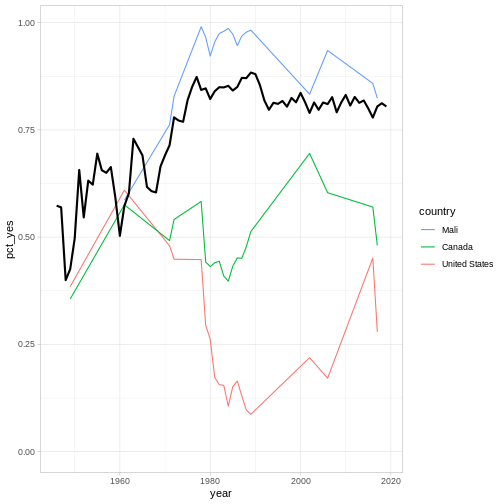 1.00
0.75
0.50
0.25
0.00
pct_yes
1960
1980
2000
2020
year
country
Mali
Canada
United States